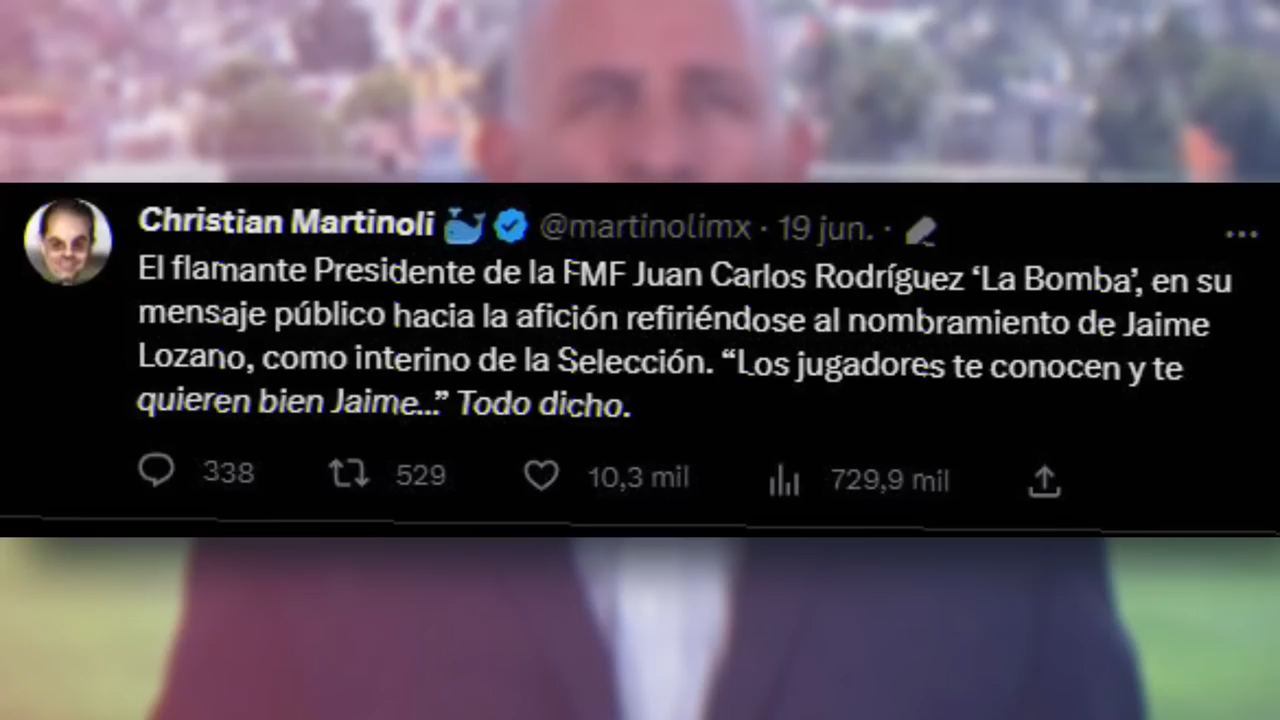 Christian Martinoli @martinolimx · 19 jun. ·
El flamante Presidente de la FMF Juan Carlos Rodríguez ‘La Bomba’, en su
mensaje público hacia la afición refiriéndose al nombramiento de Jaime
Lozano, como interino de la Selección. “Los jugadores te conocen y te
quieren bien Jaime...” Todo dicho.
338 529 10,3 mil 729,9 mil